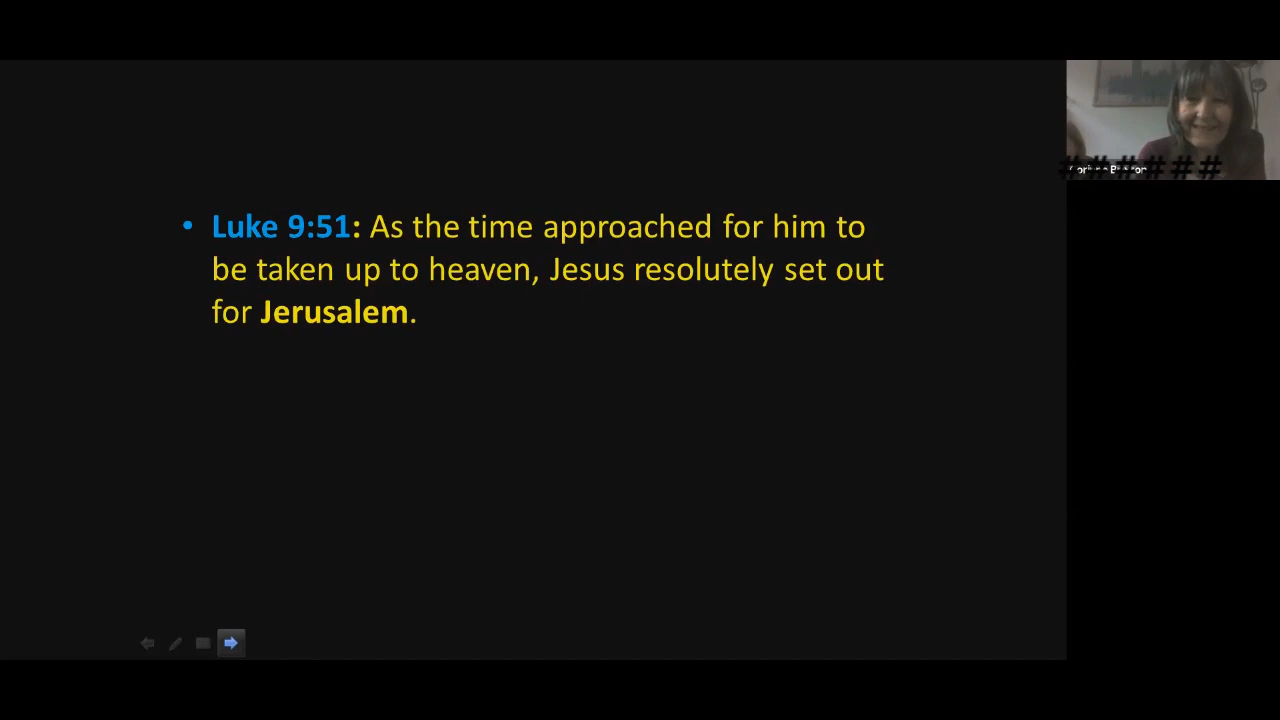 • Luke 9:51: As the time approached for him to
be taken up to heaven, Jesus resolutely set out
for Jerusalem.
######